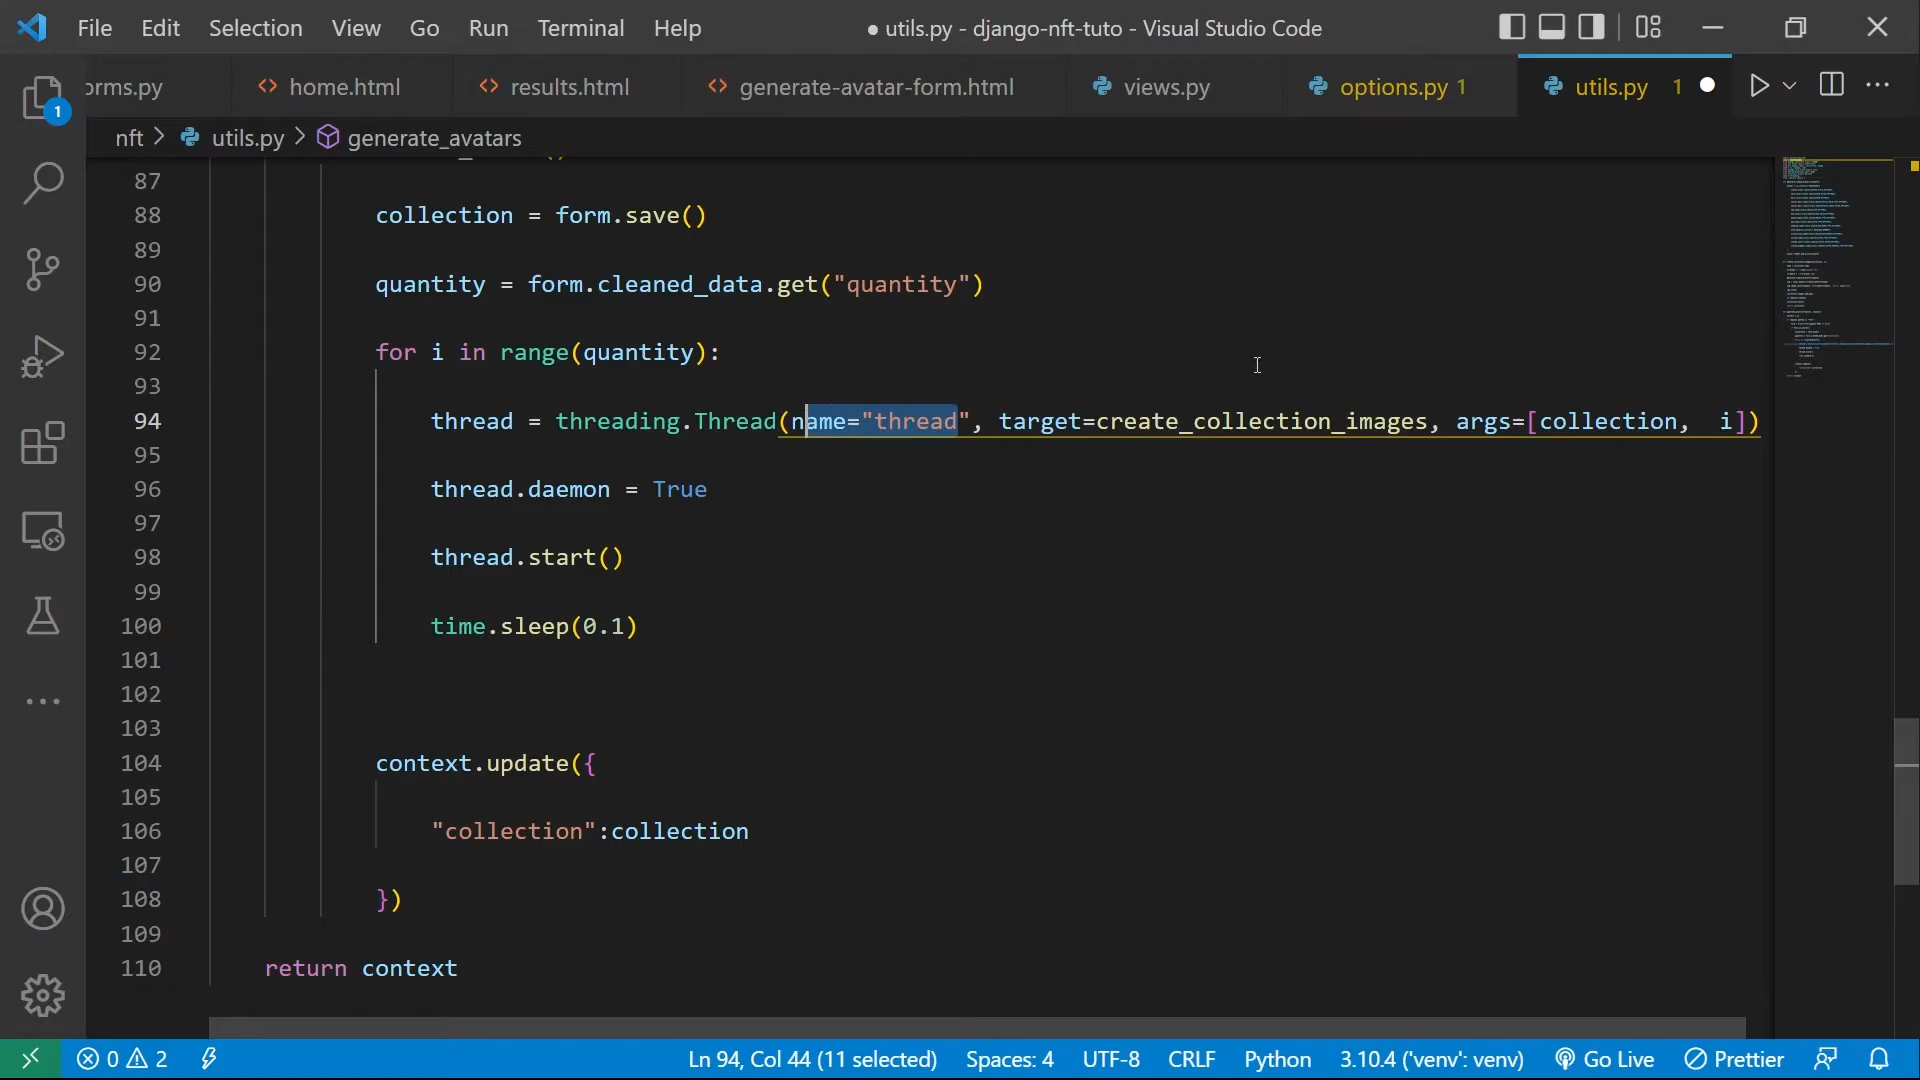 File Edit Selection View Go Run Terminal Help ● utils.py - django-nft-tuto - Visual Studio Code
orms.py <> home.html <> results.html <> generate-avatar-form.html views.py options.py 1 utils.py 1
1
nft > utils.py > generate_avatars
87
88 collection = form.save()
89
90 quantity = form.cleaned_data.get("quantity")
91
92 for i in range(quantity):
93
94 thread = threading.Thread(name="thread", target=create_collection_images, args=[collection,  i])
95
96 thread.daemon = True
97
98 thread.start()
99
100 time.sleep(0.1)
101
102
103
104 context.update({
105
106 "collection":collection
107
108 })
109
110 return context
0 2 Ln 94, Col 44 (11 selected) Spaces: 4 UTF-8 CRLF Python 3.10.4 ('venv': venv) Go Live Prettier